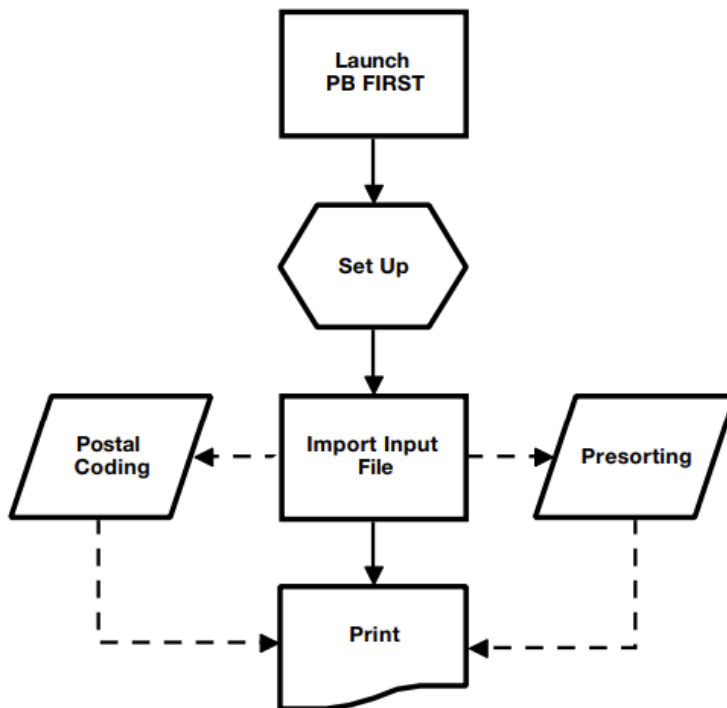 Launch
PB FIRST
Set Up
Postal
Coding
Import Input
File
Presorting
Print